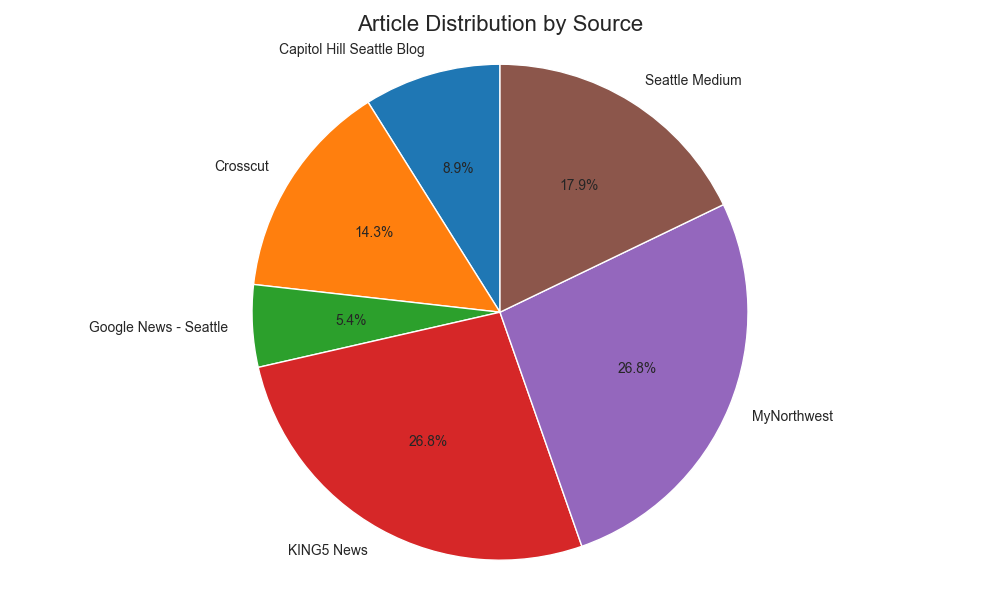 Article Distribution by Source
Capitol Hill Seattle Blog
Seattle Medium
8.9%
Crosscut
17.9%
14.3%
Google News - Seattle
5.4%
26.8%
MyNorthwest
26.8%
KING5 News